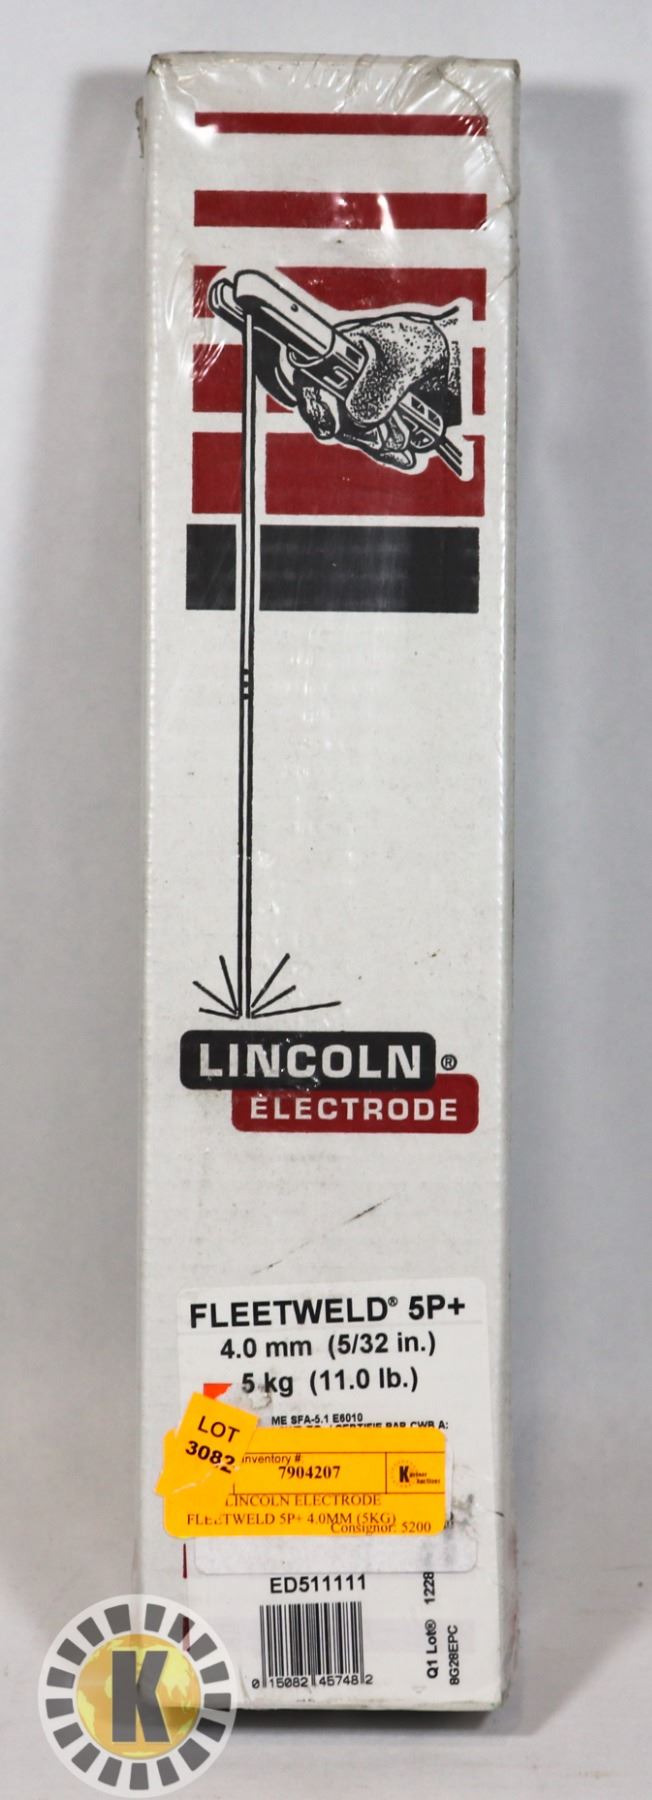 LINCOLN ®
ELECTRODE
FLEETWELD® 5P+
4.0 mm (5/32 in.)
5 kg (11.0 lb.)
ME SFA-5.1 E6010
LOT
3082
Inventory #:
7904207
LINCOLN ELECTRODE
FLEETWELD 5P+ 4.0MM (5KG)
Consignor: 5200
ED511111
0 15082 45748 2
Q1 Lot® 1228
8G28EPC
K